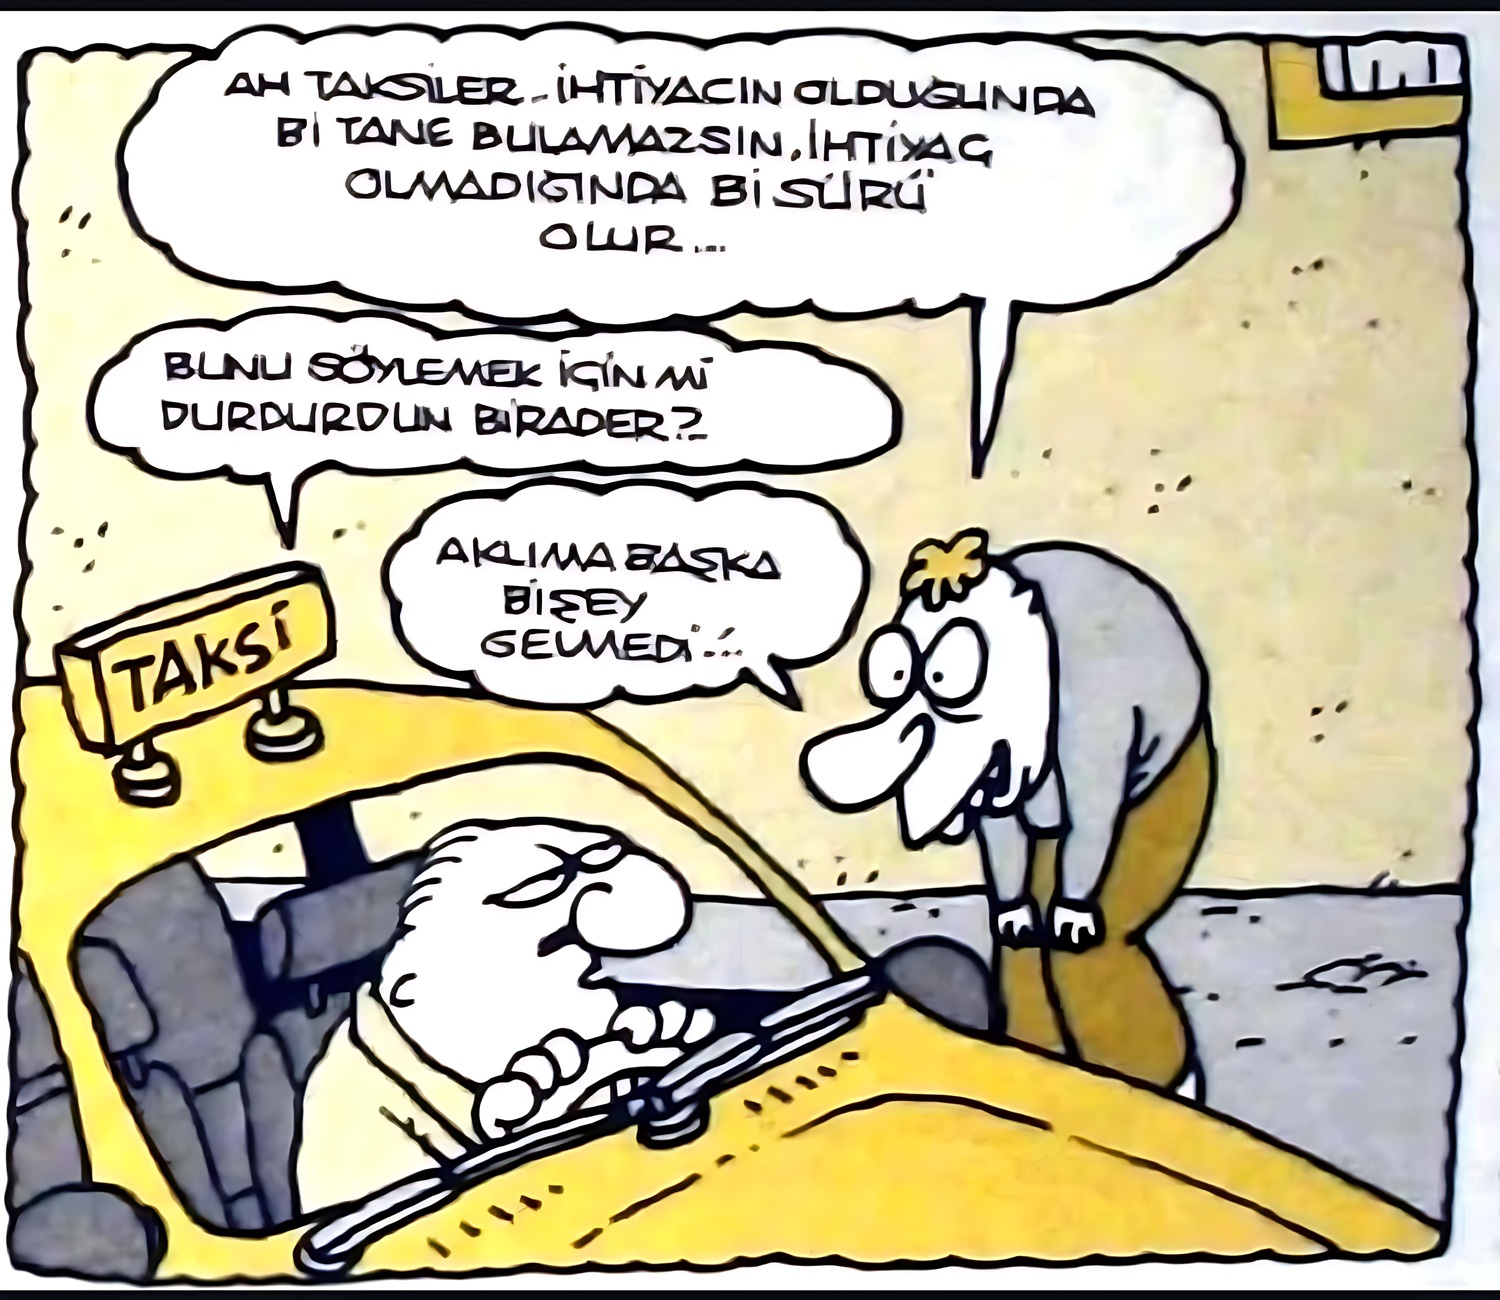 AH TAKSİLER.. İHTİYACIN OLDUĞUNDA
Bİ TANE BULAMAZSIN. İHTİYAÇ
OLMADIĞINDA Bİ SÜRÜ
OLUR...
BUNU SÖYLEMEK İÇİN Mİ
DURDURDUN BİRADER?
AKLIMA BAŞKA
BİŞEY
GELMEDİ...
TAKSİ